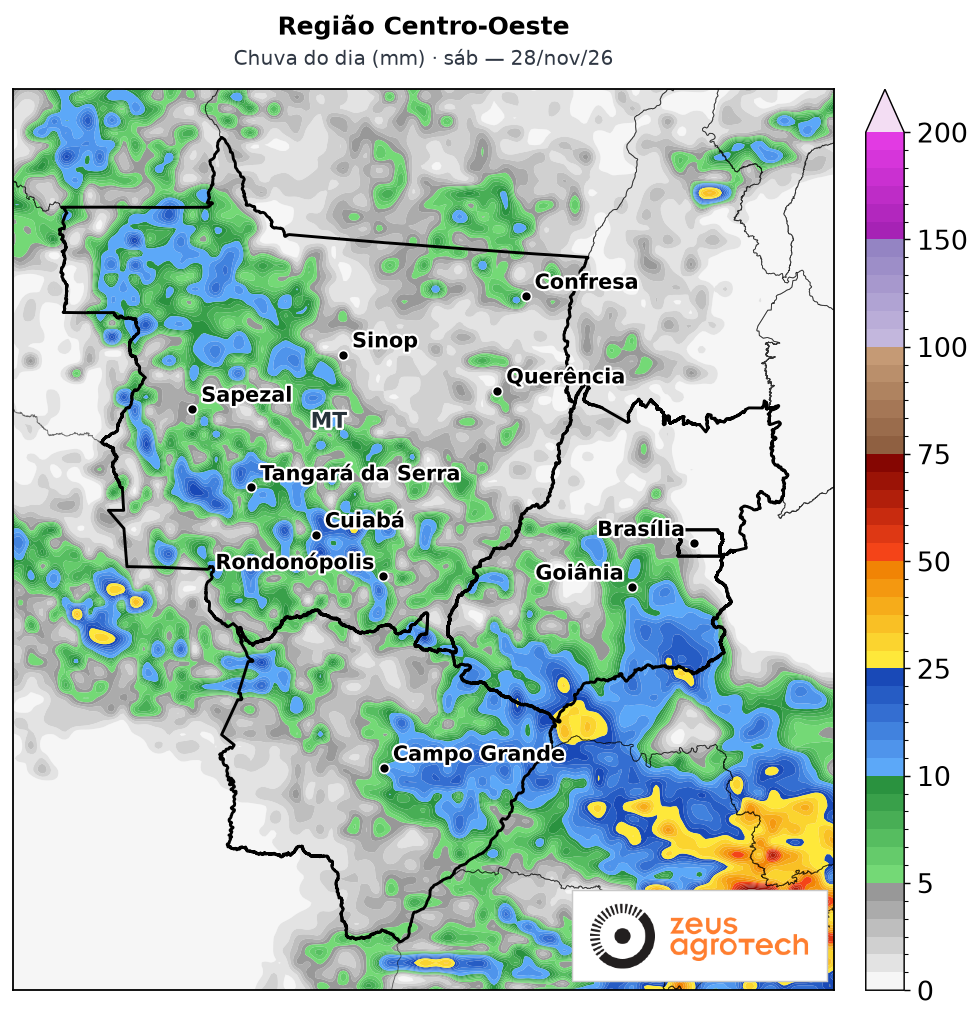 Região Centro-Oeste
Chuva do dia (mm) · sáb — 28/nov/26
200
150
100
75
50
25
10
5
0
Confresa
Sinop
Querência
Sapezal
MT
Tangará da Serra
Cuiabá
Brasília
Rondonópolis
Goiânia
Campo Grande
zeus
agrotech